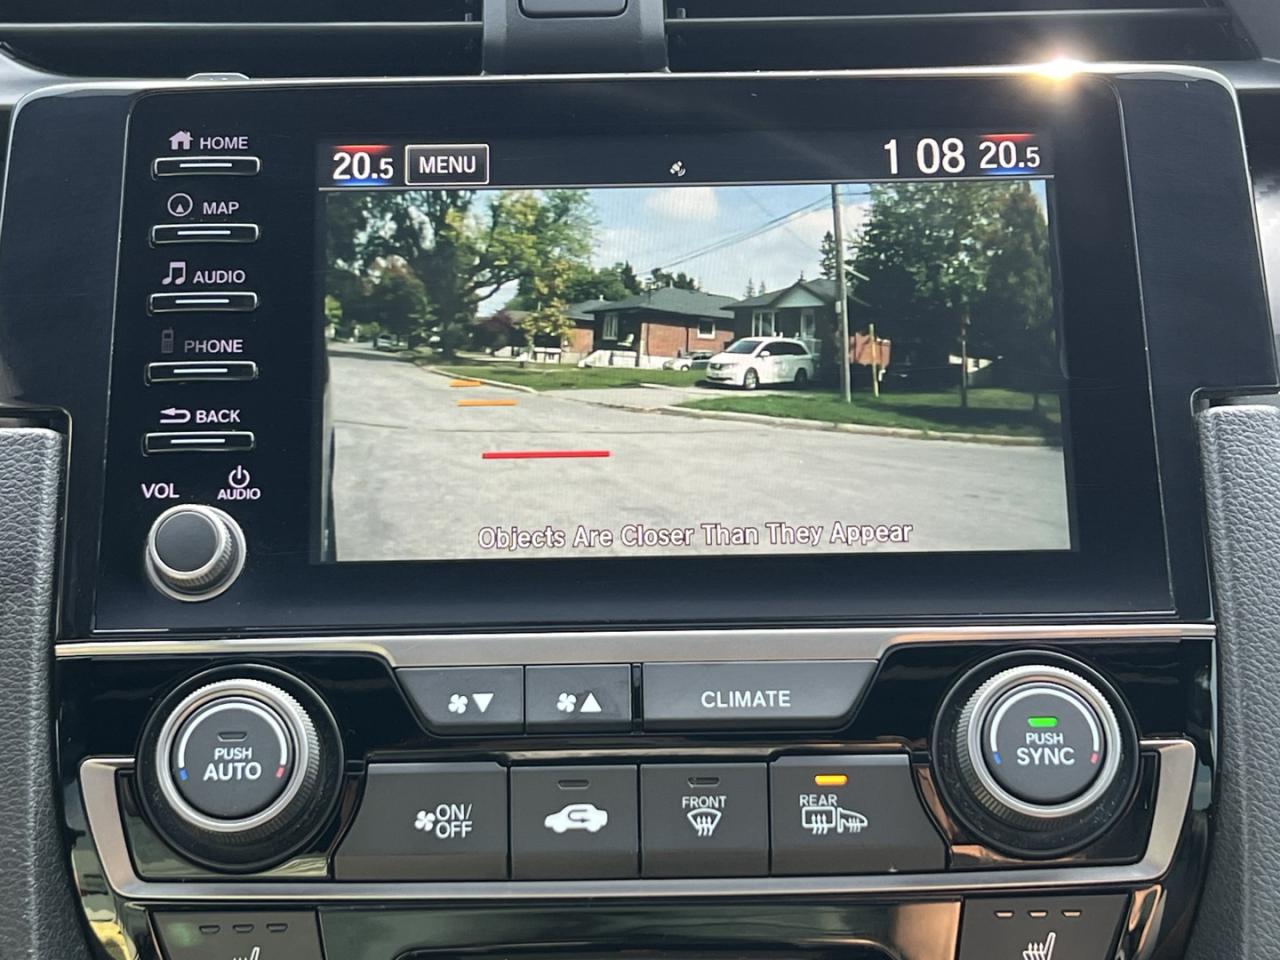 HOME
MAP
AUDIO
PHONE
BACK
VOL
AUDIO
20.5
MENU
1 08
20.5
Objects Are Closer Than They Appear
CLIMATE
PUSH
AUTO
PUSH
SYNC
ON/
OFF
FRONT
REAR